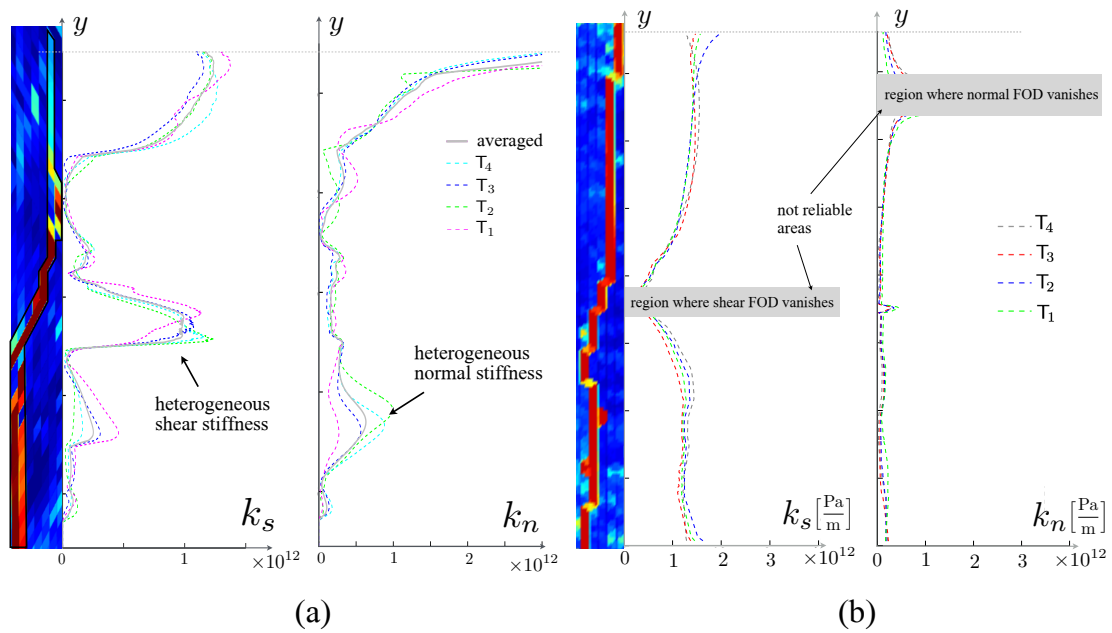 y
y
y
y
averaged
T4
T3
T2
T1
heterogeneous
shear stiffness
heterogeneous
normal stiffness
ks
kn
0
1
×10^12
0
1
2
×10^12
(a)
region where normal FOD vanishes
not reliable
areas
region where shear FOD vanishes
T4
T3
T2
T1
ks[Pa/m]
kn[Pa/m]
0
1
2
3
4
×10^12
0
1
2
3
×10^12
(b)